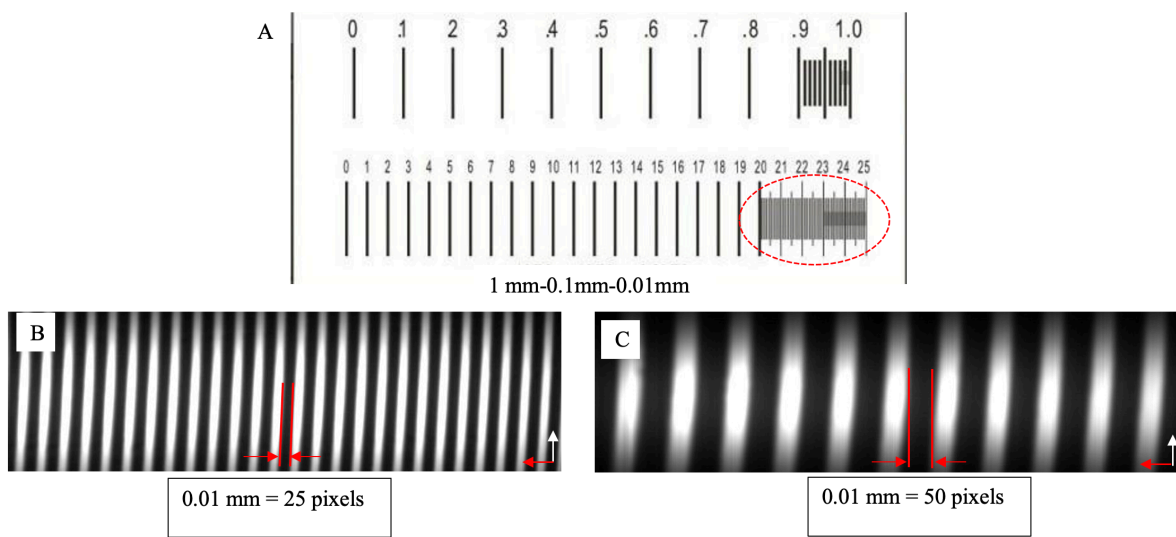 A
0 .1 2 .3 .4 .5 .6 .7 .8 .9 1.0
0 1 2 3 4 5 6 7 8 9 10 11 12 13 14 15 16 17 18 19 20 21 22 23 24 25
1 mm-0.1mm-0.01mm
B
C
0.01 mm = 25 pixels
0.01 mm = 50 pixels